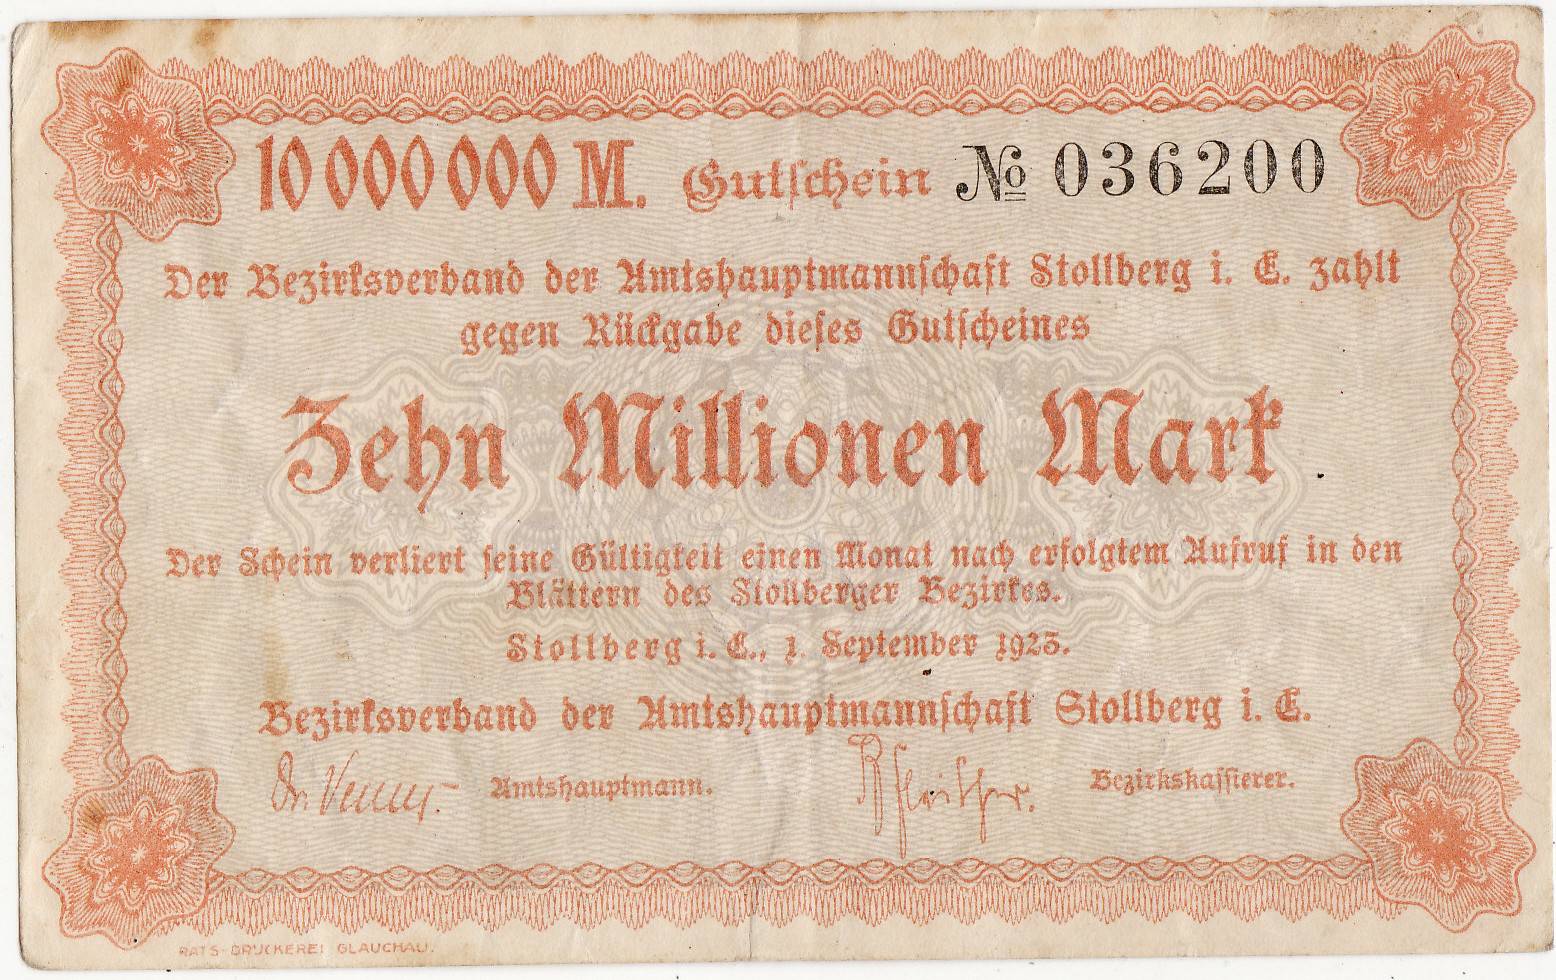 10 000 000 M. Gutschein № 036200
Der Bezirksverband der Amtshauptmannschaft Stollberg i. E. zahlt
gegen Rückgabe dieses Gutscheines
Zehn Millionen Mark
Der Schein verliert seine Gültigkeit einen Monat nach erfolgtem Aufruf in den
Blättern des Stollberger Bezirkes.
Stollberg i. E., 1. September 1923.
Bezirksverband der Amtshauptmannschaft Stollberg i. E.
Amtshauptmann. Bezirkskassierer.
RATS-DRUCKEREI GLAUCHAU.